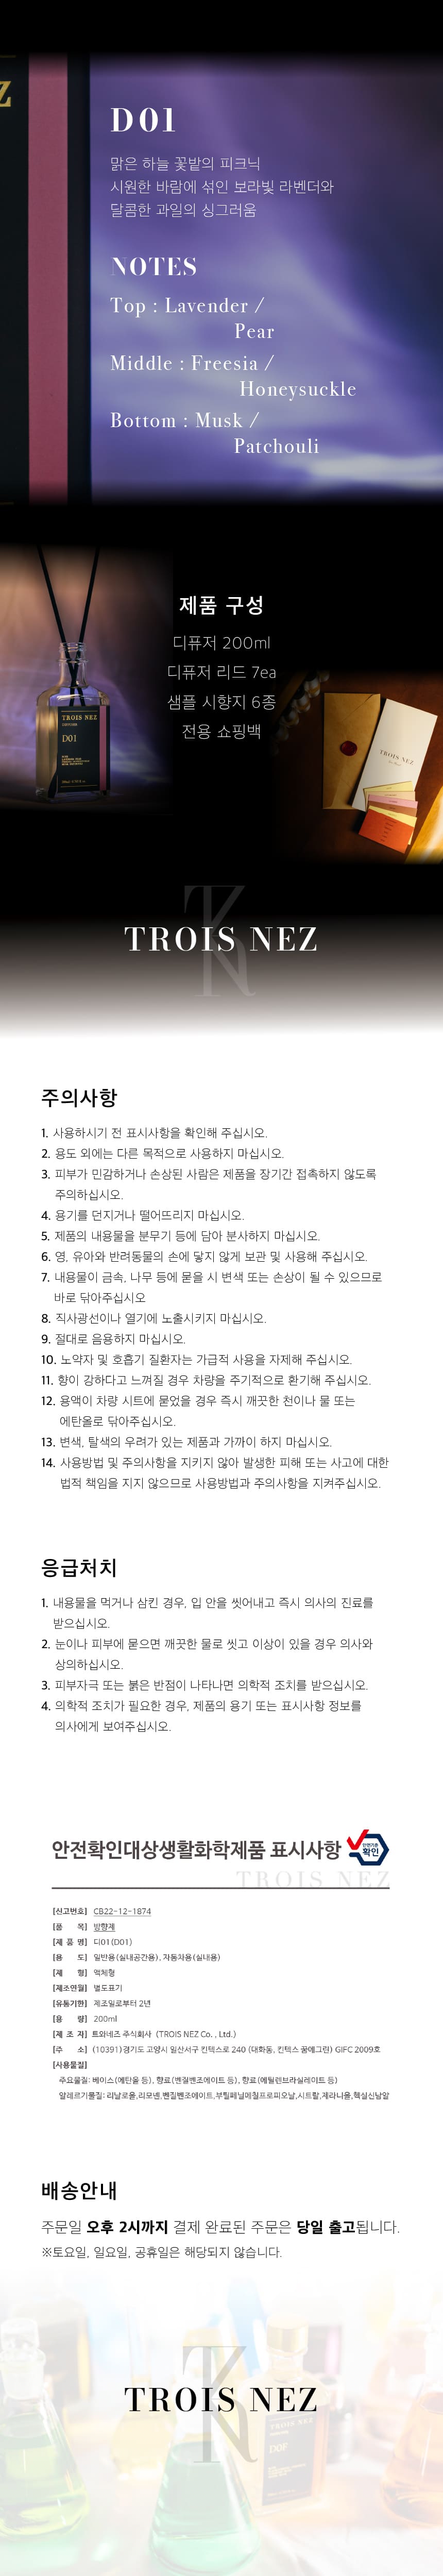 Z
D01
맑은 하늘 꽃밭의 피크닉
시원한 바람에 섞인 보라빛 라벤더와
달콤한 과일의 싱그러움
NOTES
Top : Lavender /
Pear
Middle : Freesia /
Honeysuckle
Bottom : Musk /
Patchouli
제품 구성
디퓨저 200ml
디퓨저 리드 7ea
샘플 시향지 6종
전용 쇼핑백
TROIS NEZ
D01
TROIS NEZ
TROIS NEZ
주의사항
1. 사용하시기 전 표시사항을 확인해 주십시오.
2. 용도 외에는 다른 목적으로 사용하지 마십시오.
3. 피부가 민감하거나 손상된 사람은 제품을 장기간 접촉하지 않도록
주의하십시오.
4. 용기를 던지거나 떨어뜨리지 마십시오.
5. 제품의 내용물을 분무기 등에 담아 분사하지 마십시오.
6. 영, 유아와 반려동물의 손에 닿지 않게 보관 및 사용해 주십시오.
7. 내용물이 금속, 나무 등에 묻을 시 변색 또는 손상이 될 수 있으므로
바로 닦아주십시오
8. 직사광선이나 열기에 노출시키지 마십시오.
9. 절대로 음용하지 마십시오.
10. 노약자 및 호흡기 질환자는 가급적 사용을 자제해 주십시오.
11. 향이 강하다고 느껴질 경우 차량을 주기적으로 환기해 주십시오.
12. 용액이 차량 시트에 묻었을 경우 즉시 깨끗한 천이나 물 또는
에탄올로 닦아주십시오.
13. 변색, 탈색의 우려가 있는 제품과 가까이 하지 마십시오.
14. 사용방법 및 주의사항을 지키지 않아 발생한 피해 또는 사고에 대한
법적 책임을 지지 않으므로 사용방법과 주의사항을 지켜주십시오.
응급처치
1. 내용물을 먹거나 삼킨 경우, 입 안을 씻어내고 즉시 의사의 진료를
받으십시오.
2. 눈이나 피부에 묻으면 깨끗한 물로 씻고 이상이 있을 경우 의사와
상의하십시오.
3. 피부자극 또는 붉은 반점이 나타나면 의학적 조치를 받으십시오.
4. 의학적 조치가 필요한 경우, 제품의 용기 또는 표시사항 정보를
의사에게 보여주십시오.
안전확인대상생활화학제품 표시사항
안전기준
확인
TROIS NEZ
[신고번호] CB22-12-1874
[품 목] 방향제
[제 품 명] 디01(D01)
[용 도] 일반용(실내공간용), 자동차용(실내용)
[제 형] 액체형
[제조연월] 별도표기
[유통기한] 제조일로부터 2년
[용 량] 200ml
[제 조 자] 트와네즈 주식회사 (TROIS NEZ Co. , Ltd.)
[주 소] (10391)경기도 고양시 일산서구 킨텍스로 240 (대화동, 킨텍스 꿈에그린) GIFC 2009호
[사용물질]
주요물질: 베이스(에탄올 등), 향료(벤질벤조에이트 등), 향료(에틸렌브라실레이트 등)
알레르기물질: 리날로올,리모넨,벤질벤조에이트,부틸페닐메칠프로피오날,시트랄,제라니올,헥실신남알
배송안내
주문일 오후 2시까지 결제 완료된 주문은 당일 출고됩니다.
※토요일, 일요일, 공휴일은 해당되지 않습니다.
TROIS NEZ
TROIS NEZ